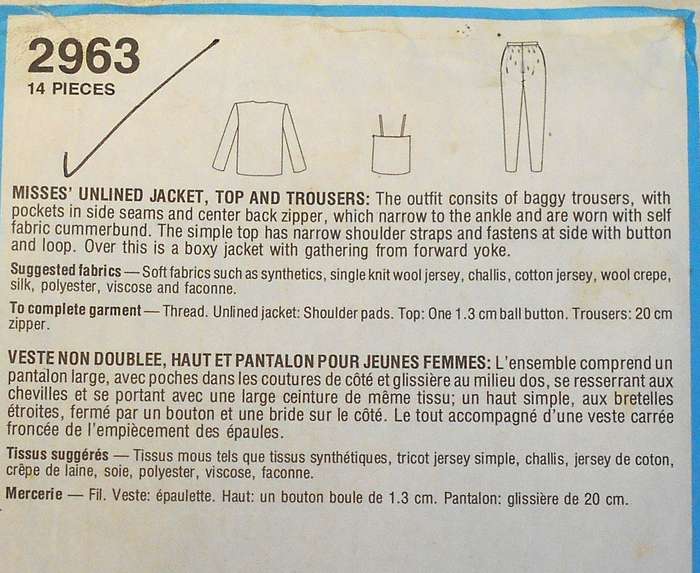 2963
14 PIECES
MISSES' UNLINED JACKET, TOP AND TROUSERS: The outfit consits of baggy trousers, with
pockets in side seams and center back zipper, which narrow to the ankle and are worn with self
fabric cummerbund. The simple top has narrow shoulder straps and fastens at side with button
and loop. Over this is a boxy jacket with gathering from forward yoke.
Suggested fabrics — Soft fabrics such as synthetics, single knit wool jersey, challis, cotton jersey, wool crepe,
silk, polyester, viscose and faconne.
To complete garment — Thread. Unlined jacket: Shoulder pads. Top: One 1.3 cm ball button. Trousers: 20 cm
zipper.
VESTE NON DOUBLEE, HAUT ET PANTALON POUR JEUNES FEMMES: L'ensemble comprend un
pantalon large, avec poches dans les coutures de côté et glissière au milieu dos, se resserrant aux
chevilles et se portant avec une large ceinture de même tissu; un haut simple, aux bretelles
étroites, fermé par un bouton et une bride sur le côté. Le tout accompagné d'une veste carrée
froncée de l'empiècement des épaules.
Tissus suggérés — Tissus mous tels que tissus synthétiques, tricot jersey simple, challis, jersey de coton,
crêpe de laine, soie, polyester, viscose, faconne.
Mercerie — Fil. Veste: épaulette. Haut: un bouton boule de 1.3 cm. Pantalon: glissière de 20 cm.